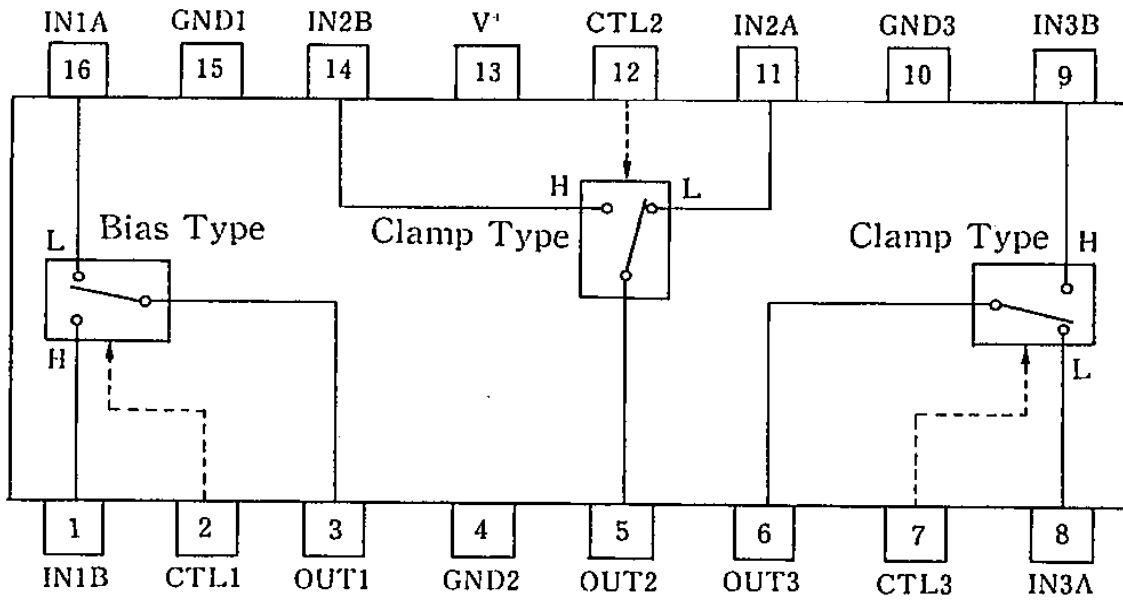 IN1A GND1 IN2B V+ CTL2 IN2A GND3 IN3B
16 15 14 13 12 11 10 9
H L
Bias Type Clamp Type Clamp Type H
L
H L
1 2 3 4 5 6 7 8
IN1B CTL1 OUT1 GND2 OUT2 OUT3 CTL3 IN3A